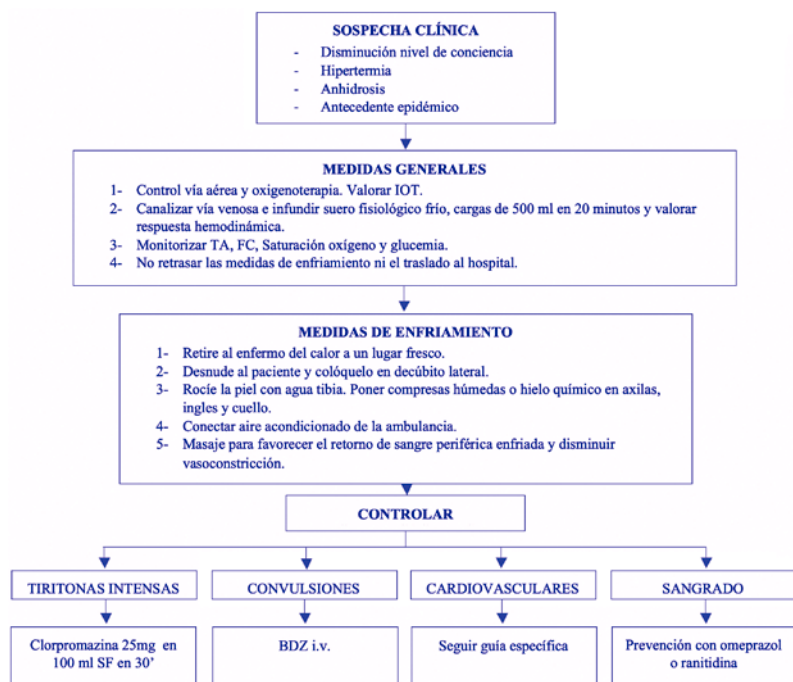 SOSPECHA CLÍNICA
- Disminución nivel de conciencia
- Hipertermia
- Anhidrosis
- Antecedente epidémico
MEDIDAS GENERALES
1- Control vía aérea y oxigenoterapia. Valorar IOT.
2- Canalizar vía venosa e infundir suero fisiológico frío, cargas de 500 ml en 20 minutos y valorar
respuesta hemodinámica.
3- Monitorizar TA, FC, Saturación oxígeno y glucemia.
4- No retrasar las medidas de enfriamiento ni el traslado al hospital.
MEDIDAS DE ENFRIAMIENTO
1- Retire al enfermo del calor a un lugar fresco.
2- Desnude al paciente y colóquelo en decúbito lateral.
3- Rocíe la piel con agua tibia. Poner compresas húmedas o hielo químico en axilas,
ingles y cuello.
4- Conectar aire acondicionado de la ambulancia.
5- Masaje para favorecer el retorno de sangre periférica enfriada y disminuir
vasoconstricción.
CONTROLAR
TIRITONAS INTENSAS
CONVULSIONES
CARDIOVASCULARES
SANGRADO
Clorpromazina 25mg en
100 ml SF en 30’
BDZ i.v.
Seguir guía específica
Prevención con omeprazol
o ranitidina